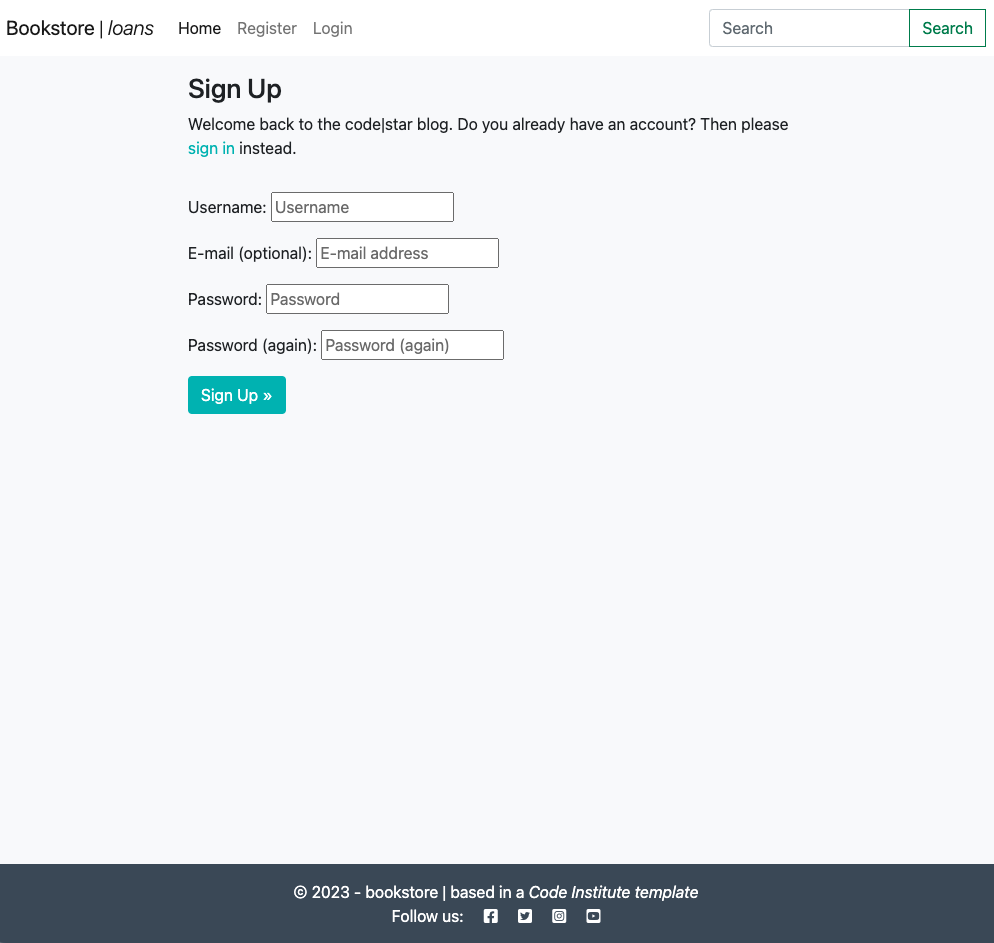 Bookstore | loans Home Register Login Search Search
Sign Up
Welcome back to the code|star blog. Do you already have an account? Then please
sign in instead.
Username: Username
E-mail (optional): E-mail address
Password: Password
Password (again): Password (again)
Sign Up »
© 2023 - bookstore | based in a Code Institute template
Follow us: